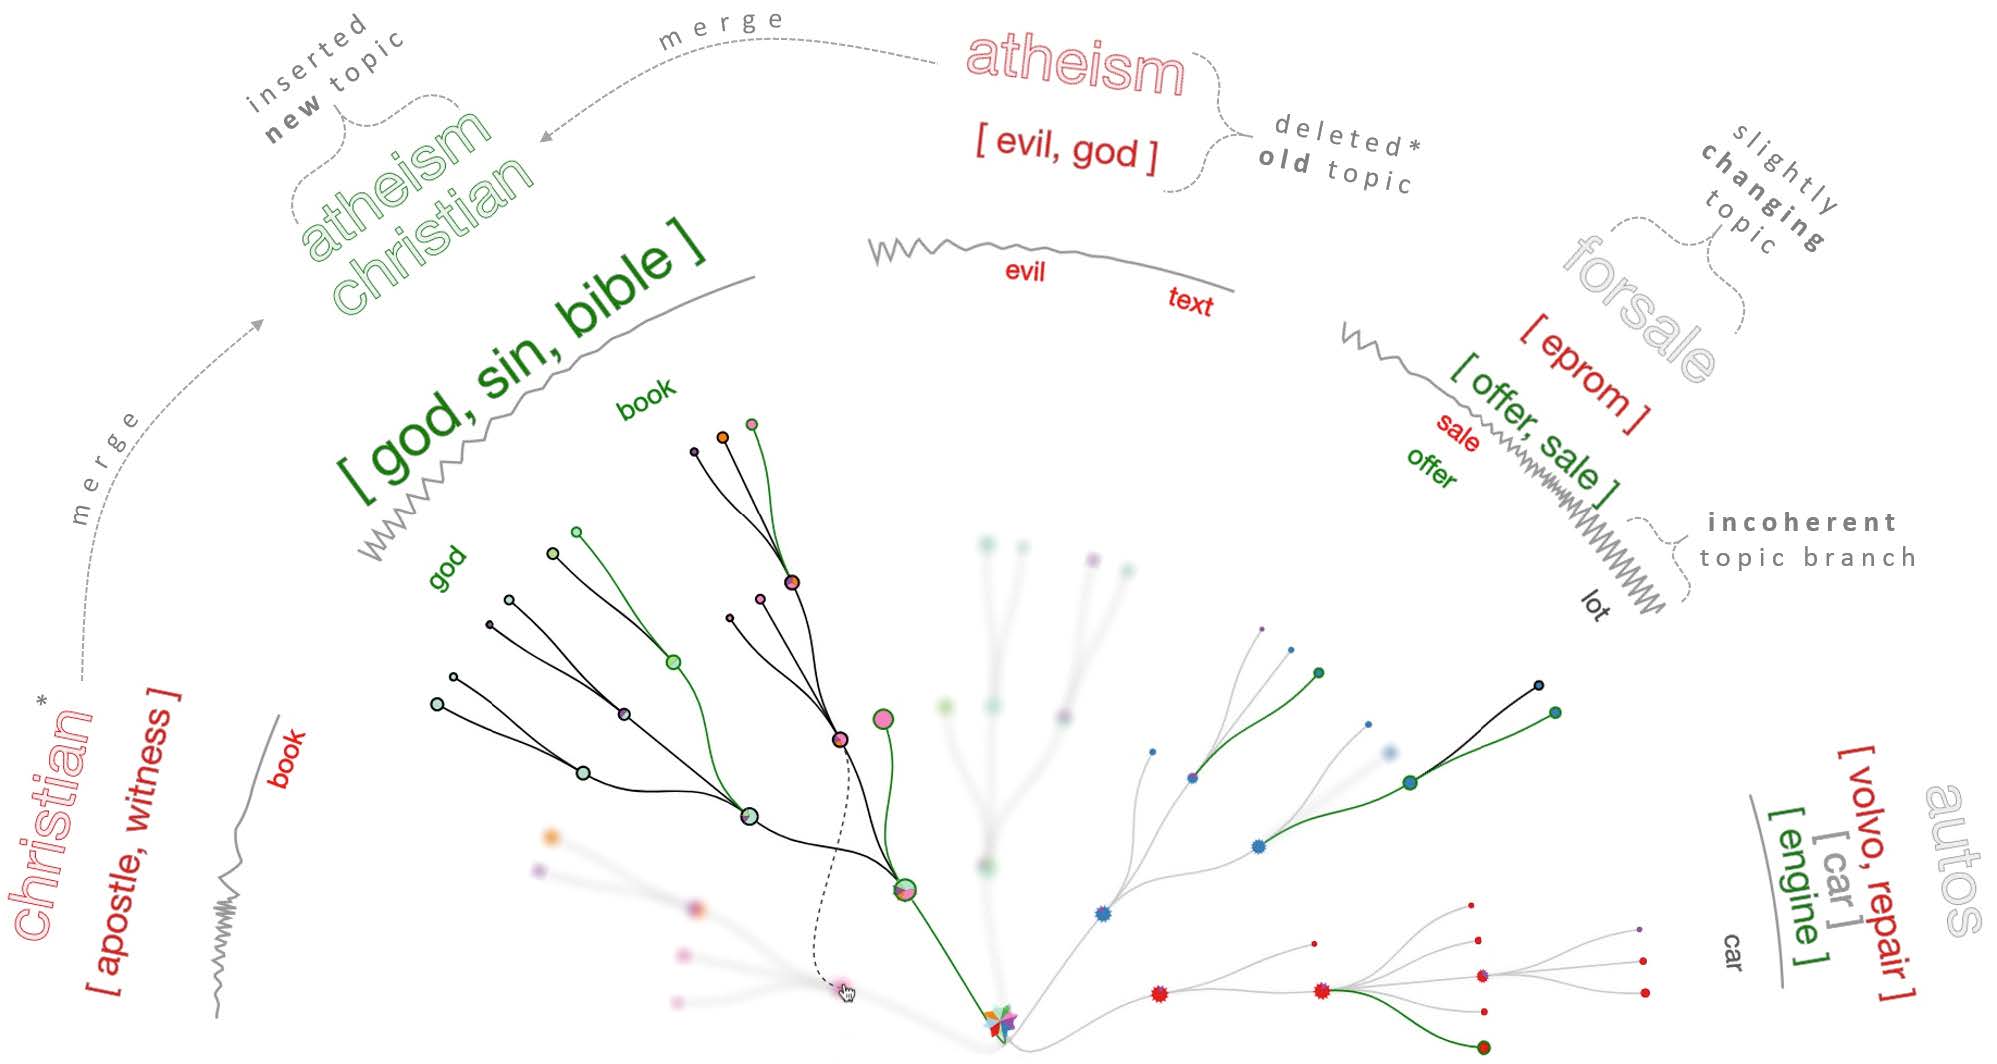 inserted
new topic
atheism
christian
[ god, sin, bible ]
book
god
merge
atheism
[ evil, god ]
deleted*
old topic
evil
text
slightly
changing
topic
forsale
[ eprom ]
[ offer, sale ]
sale
offer
incoherent
topic branch
lot
merge
*
christian
[ apostle, witness ]
book
autos
[ volvo, repair ]
[ car ]
[ engine ]
car